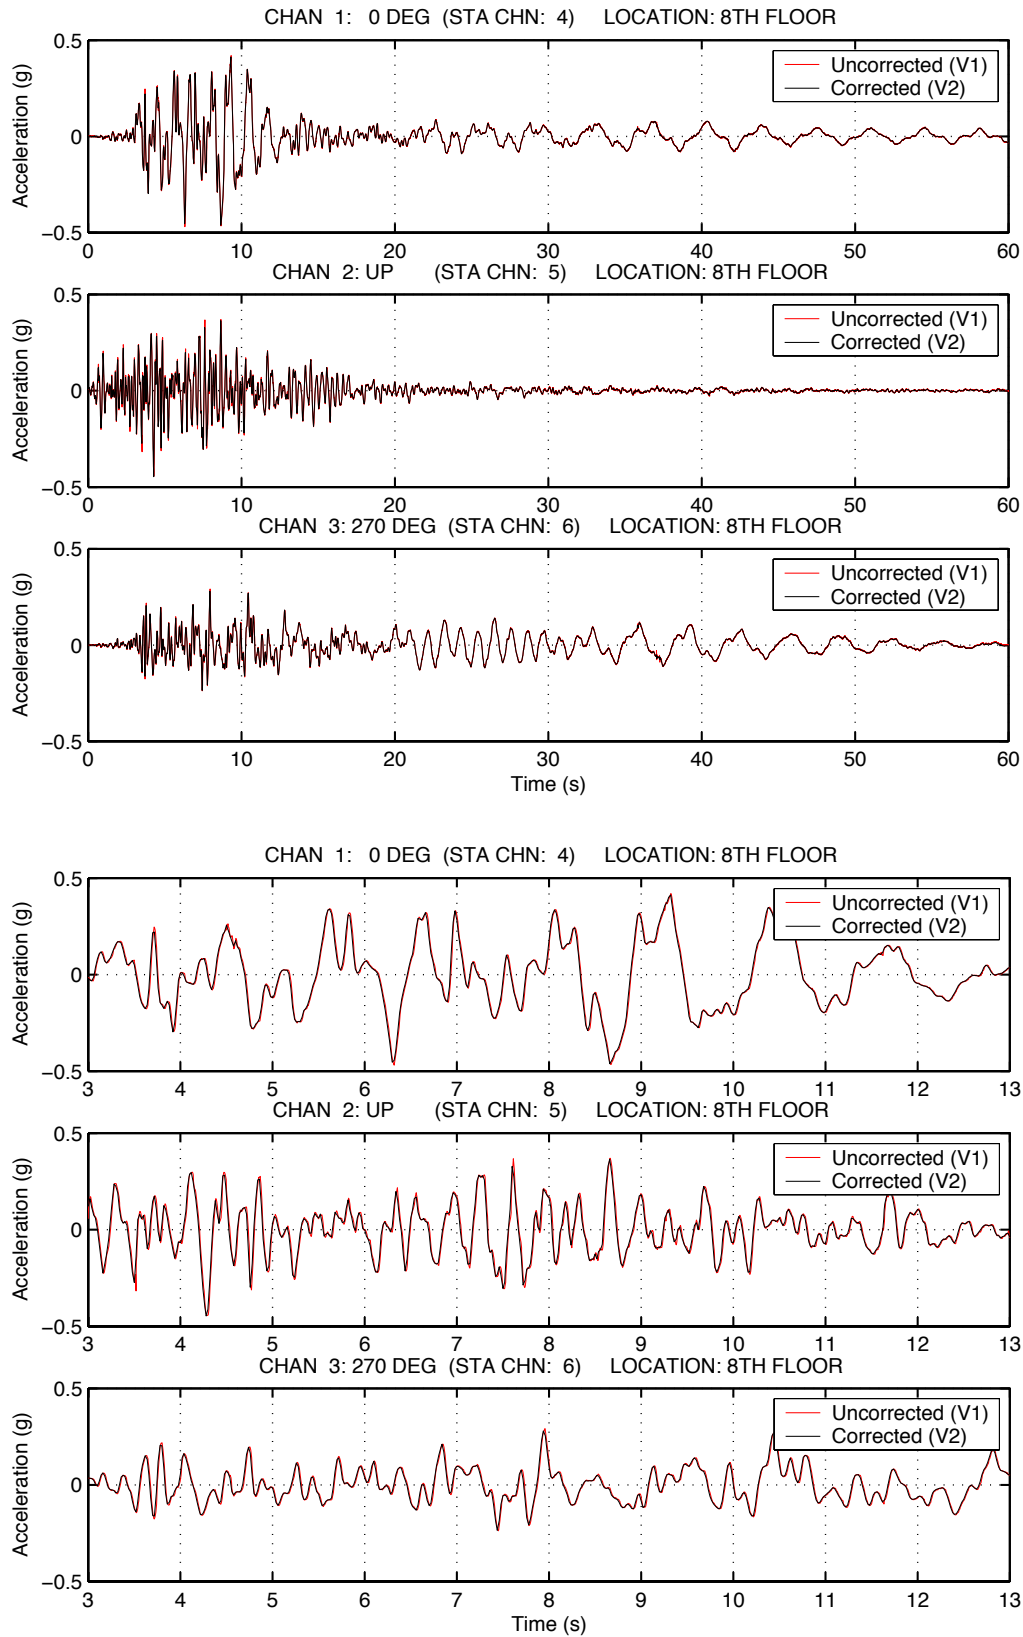 CHAN 1: 0 DEG (STA CHN: 4) LOCATION: 8TH FLOOR
0.5
Uncorrected (V1)
Corrected (V2)
Acceleration (g)
0
−0.5
0 10 20 30 40 50 60
CHAN 2: UP (STA CHN: 5) LOCATION: 8TH FLOOR
0.5
Uncorrected (V1)
Corrected (V2)
Acceleration (g)
0
−0.5
0 10 20 30 40 50 60
CHAN 3: 270 DEG (STA CHN: 6) LOCATION: 8TH FLOOR
0.5
Uncorrected (V1)
Corrected (V2)
Acceleration (g)
0
−0.5
0 10 20 30 40 50 60
Time (s)
CHAN 1: 0 DEG (STA CHN: 4) LOCATION: 8TH FLOOR
0.5
Uncorrected (V1)
Corrected (V2)
Acceleration (g)
0
−0.5
3 4 5 6 7 8 9 10 11 12 13
CHAN 2: UP (STA CHN: 5) LOCATION: 8TH FLOOR
0.5
Uncorrected (V1)
Corrected (V2)
Acceleration (g)
0
−0.5
3 4 5 6 7 8 9 10 11 12 13
CHAN 3: 270 DEG (STA CHN: 6) LOCATION: 8TH FLOOR
0.5
Uncorrected (V1)
Corrected (V2)
Acceleration (g)
0
−0.5
3 4 5 6 7 8 9 10 11 12 13
Time (s)